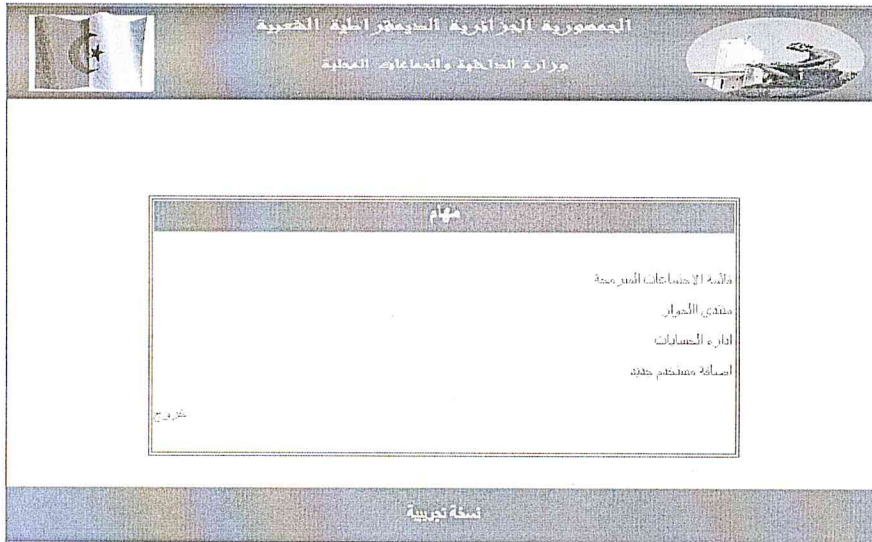 الجمهورية الجزائرية الديمقراطية الشعبية
وزارة الداخلية والجماعات المحلية
مهام
قائمة الاجتماعات المبرمجة
منتدى الحوار
ادارة الحسابات
اضافة مستخدم جديد
خروج
نسخة تجريبية